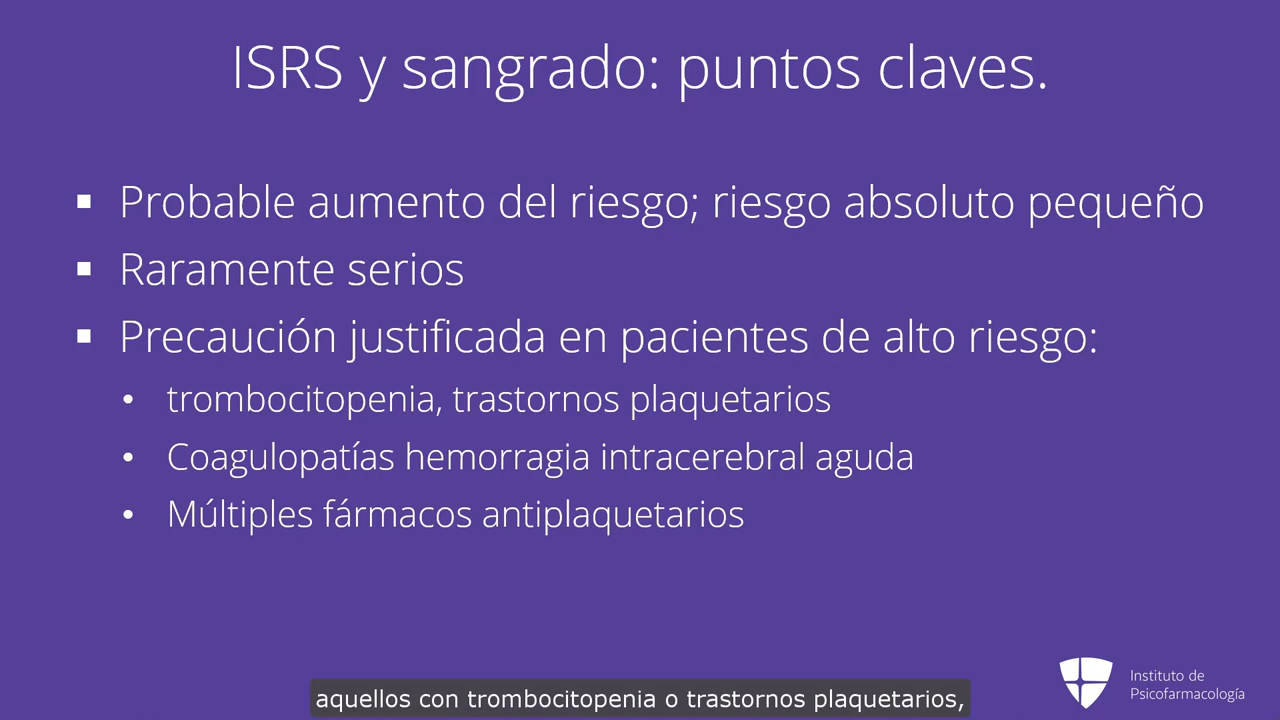 ISRS y sangrado: puntos claves.
▪ Probable aumento del riesgo; riesgo absoluto pequeño
▪ Raramente serios
▪ Precaución justificada en pacientes de alto riesgo:
• trombocitopenia, trastornos plaquetarios
• Coagulopatías hemorragia intracerebral aguda
• Múltiples fármacos antiplaquetarios
Instituto de
Psicofarmacología
aquellos con trombocitopenia o trastornos plaquetarios,